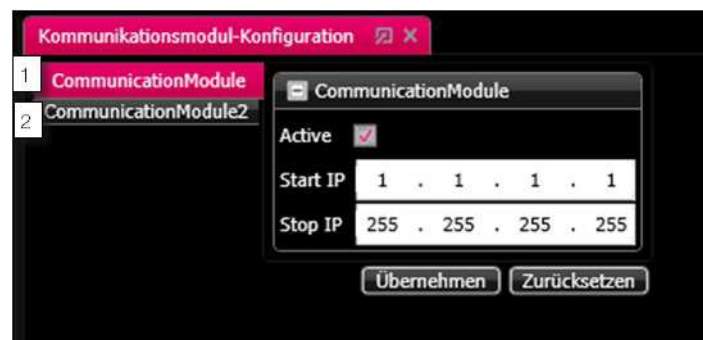 Kommunikationsmodul-Konfiguration
1 CommunicationModule
2 CommunicationModule2
CommunicationModule
Active
Start IP 1 . 1 . 1 . 1
Stop IP 255 . 255 . 255 . 255
Übernehmen Zurücksetzen